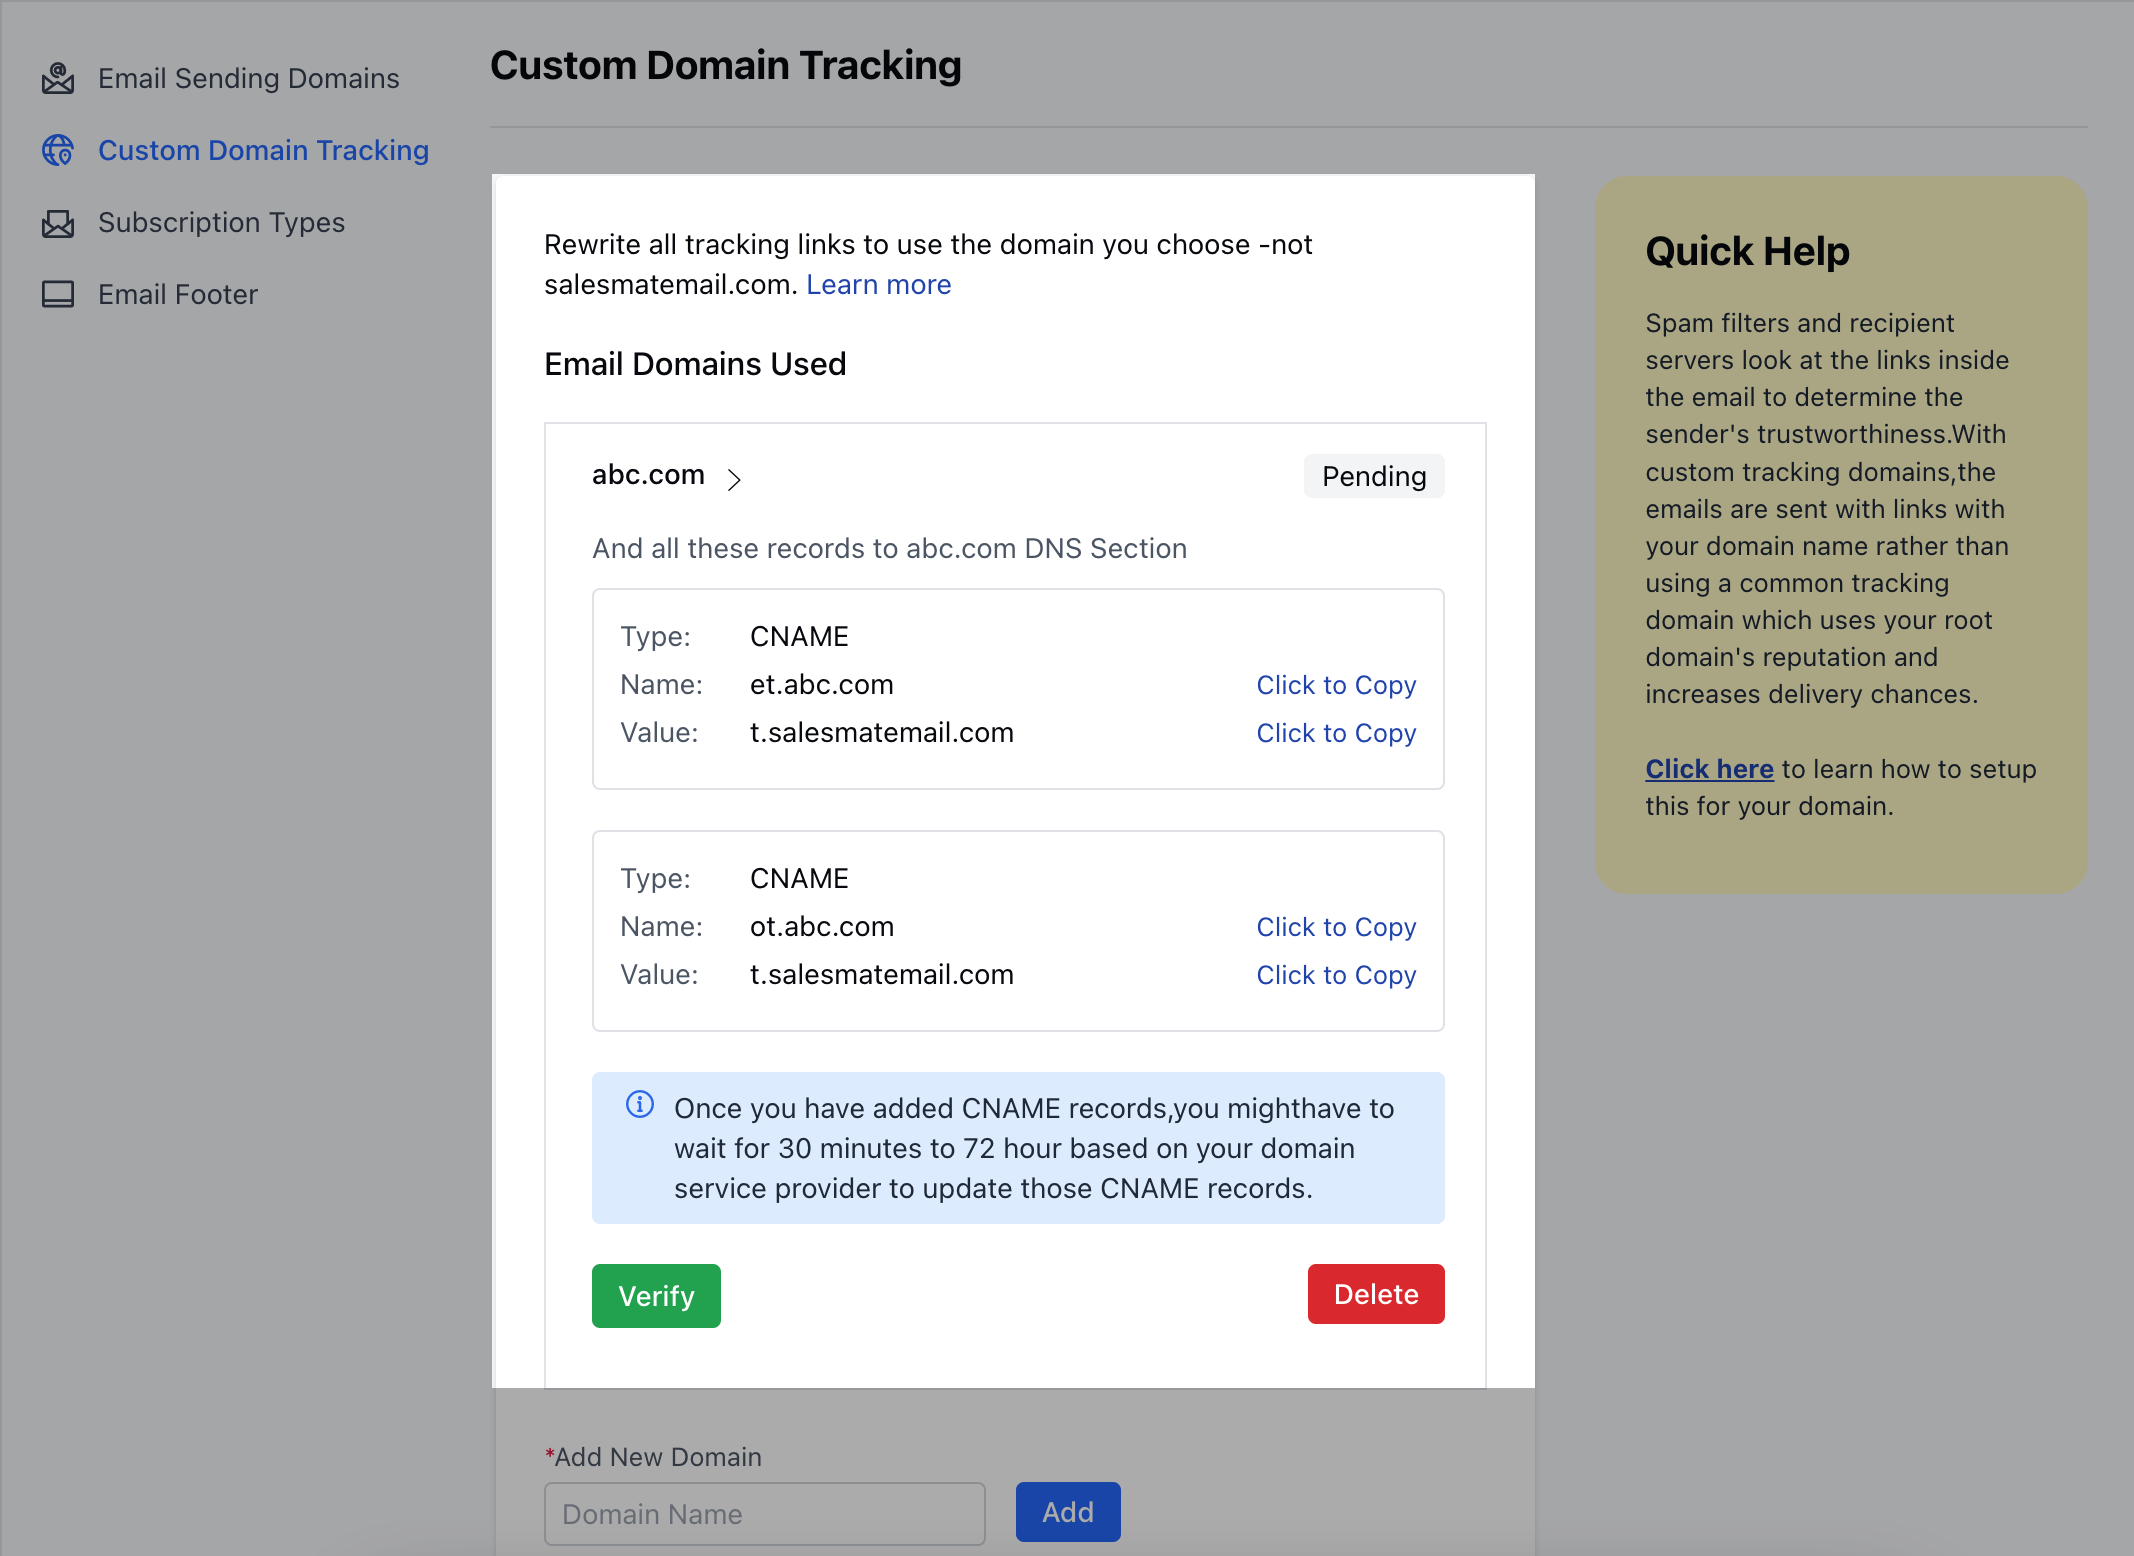 Email Sending Domains
Custom Domain Tracking
Subscription Types
Email Footer
Custom Domain Tracking
Rewrite all tracking links to use the domain you choose -not
salesmatemail.com. Learn more
Email Domains Used
abc.com
Pending
And all these records to abc.com DNS Section
Type: CNAME
Name: et.abc.com Click to Copy
Value: t.salesmatemail.com Click to Copy
Type: CNAME
Name: ot.abc.com Click to Copy
Value: t.salesmatemail.com Click to Copy
Once you have added CNAME records,you mighthave to
wait for 30 minutes to 72 hour based on your domain
service provider to update those CNAME records.
Verify
Delete
*Add New Domain
Domain Name
Add
Quick Help
Spam filters and recipient
servers look at the links inside
the email to determine the
sender's trustworthiness.With
custom tracking domains,the
emails are sent with links with
your domain name rather than
using a common tracking
domain which uses your root
domain's reputation and
increases delivery chances.
Click here to learn how to setup
this for your domain.